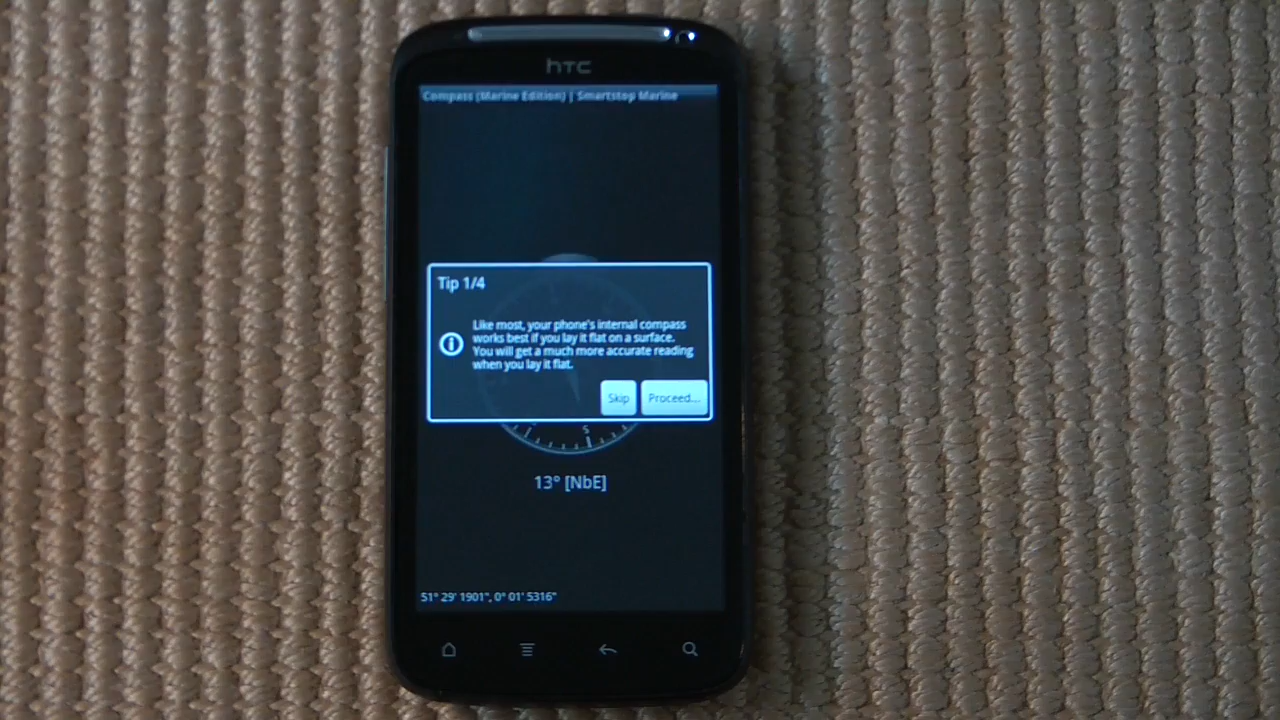 hTC
Compass (Marine Edition) | Smartstop Marine
Tip 1/4
Like most, your phone's internal compass
works best if you lay it flat on a surface.
You will get a much more accurate reading
when you lay it flat.
Skip
Proceed...
S
13° [NbE]
51° 29' 1901", 0° 01' 5316"